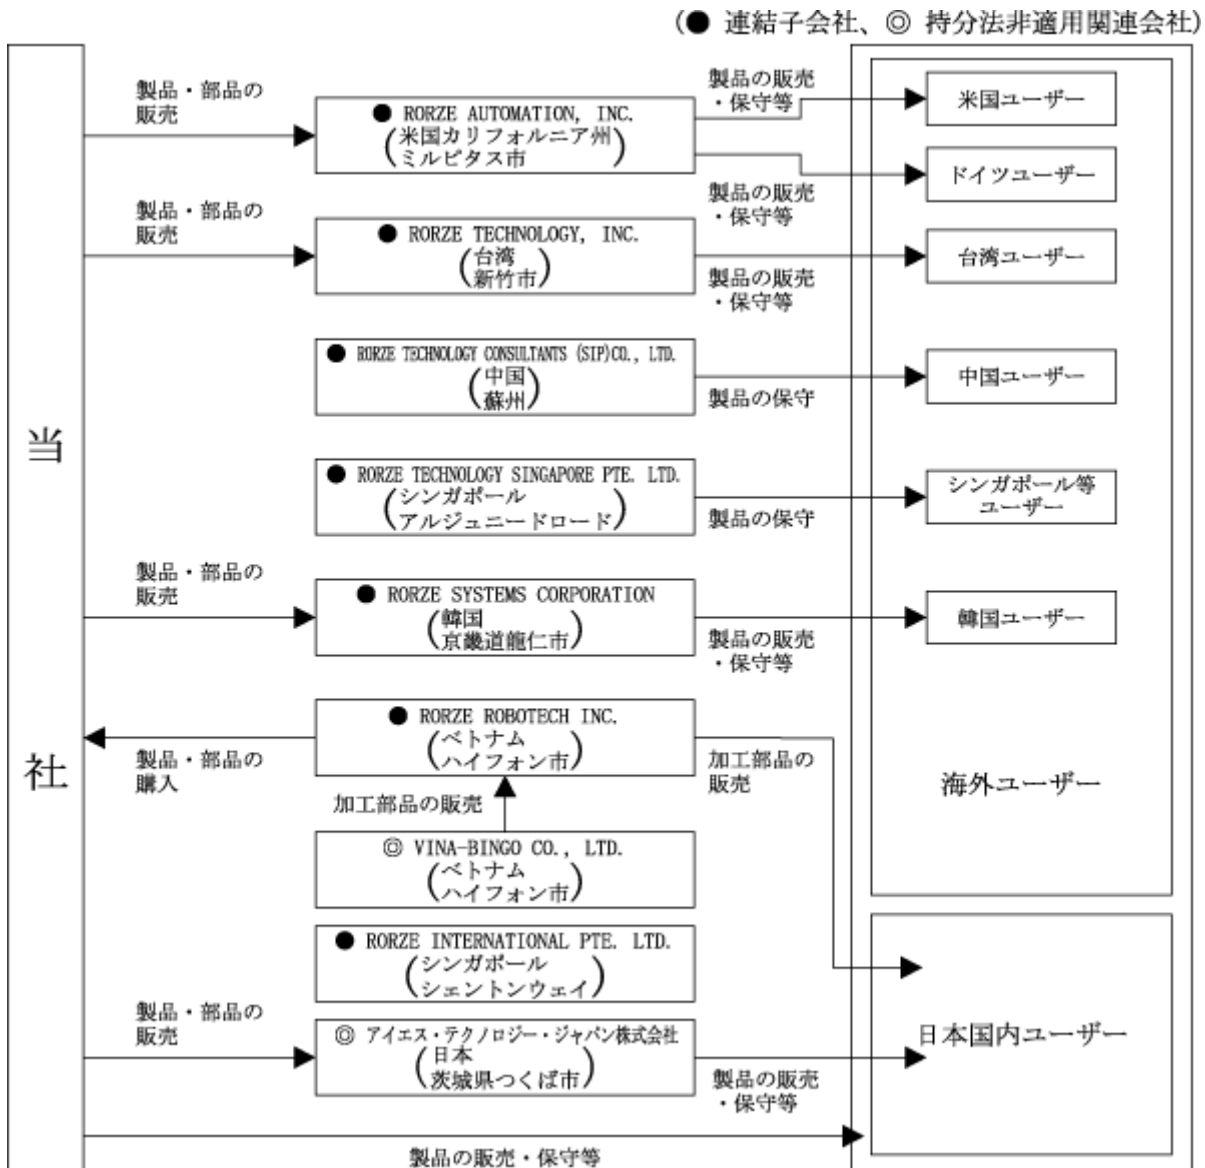 (● 連結子会社、◎ 持分法非適用関連会社)
製品・部品の
販売
● RORZE AUTOMATION, INC.
(米国カリフォルニア州
ミルピタス市)
製品の販売
・保守等
米国ユーザー
ドイツユーザー
製品の販売
・保守等
製品・部品の
販売
● RORZE TECHNOLOGY, INC.
(台湾
新竹市)
製品の販売
・保守等
台湾ユーザー
● RORZE TECHNOLOGY CONSULTANTS (SIP)CO., LTD.
(中国
蘇州)
製品の保守
中国ユーザー
当
社
● RORZE TECHNOLOGY SINGAPORE PTE. LTD.
(シンガポール
アルジュニードロード)
製品の保守
シンガポール等
ユーザー
製品・部品の
販売
● RORZE SYSTEMS CORPORATION
(韓国
京畿道龍仁市)
製品の販売
・保守等
韓国ユーザー
● RORZE ROBOTECH INC.
(ベトナム
ハイフォン市)
製品・部品の
購入
加工部品の
販売
海外ユーザー
加工部品の販売
◎ VINA-BINGO CO., LTD.
(ベトナム
ハイフォン市)
● RORZE INTERNATIONAL PTE. LTD.
(シンガポール
シェントンウェイ)
製品・部品の
販売
◎ アイエス・テクノロジー・ジャパン株式会社
(日本
茨城県つくば市)
製品の販売
・保守等
日本国内ユーザー
製品の販売・保守等